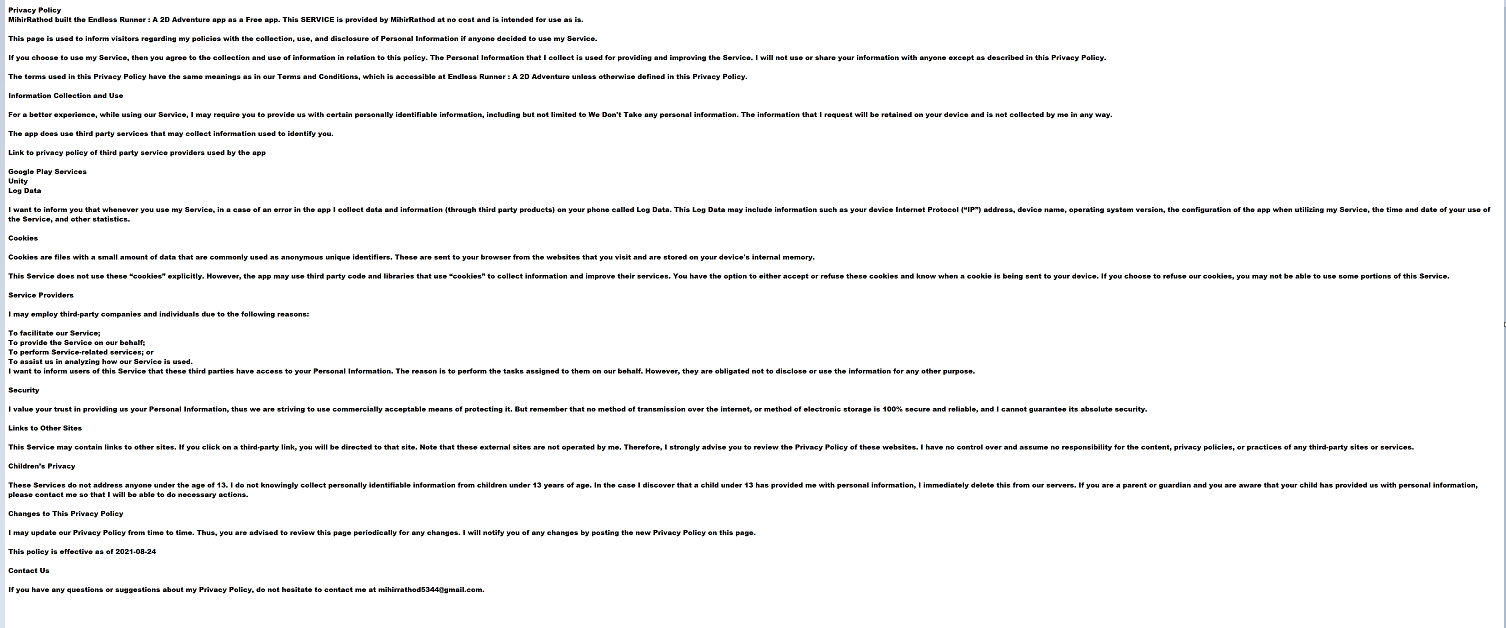 Privacy Policy
MihirRathod built the Endless Runner : A 2D Adventure app as a Free app. This SERVICE is provided by MihirRathod at no cost and is intended for use as is.
This page is used to inform visitors regarding my policies with the collection, use, and disclosure of Personal Information if anyone decided to use my Service.
If you choose to use my Service, then you agree to the collection and use of information in relation to this policy. The Personal Information that I collect is used for providing and improving the Service. I will not use or share your information with anyone except as described in this Privacy Policy.
The terms used in this Privacy Policy have the same meanings as in our Terms and Conditions, which is accessible at Endless Runner : A 2D Adventure unless otherwise defined in this Privacy Policy.
Information Collection and Use
For a better experience, while using our Service, I may require you to provide us with certain personally identifiable information, including but not limited to We Don't Take any personal information. The information that I request will be retained on your device and is not collected by me in any way.
The app does use third party services that may collect information used to identify you.
Link to privacy policy of third party service providers used by the app
Google Play Services
Unity
Log Data
I want to inform you that whenever you use my Service, in a case of an error in the app I collect data and information (through third party products) on your phone called Log Data. This Log Data may include information such as your device Internet Protocol (“IP”) address, device name, operating system version, the configuration of the app when utilizing my Service, the time and date of your use of
the Service, and other statistics.
Cookies
Cookies are files with a small amount of data that are commonly used as anonymous unique identifiers. These are sent to your browser from the websites that you visit and are stored on your device's internal memory.
This Service does not use these “cookies” explicitly. However, the app may use third party code and libraries that use “cookies” to collect information and improve their services. You have the option to either accept or refuse these cookies and know when a cookie is being sent to your device. If you choose to refuse our cookies, you may not be able to use some portions of this Service.
Service Providers
I may employ third-party companies and individuals due to the following reasons:
To facilitate our Service;
To provide the Service on our behalf;
To perform Service-related services; or
To assist us in analyzing how our Service is used.
I want to inform users of this Service that these third parties have access to your Personal Information. The reason is to perform the tasks assigned to them on our behalf. However, they are obligated not to disclose or use the information for any other purpose.
Security
I value your trust in providing us your Personal Information, thus we are striving to use commercially acceptable means of protecting it. But remember that no method of transmission over the internet, or method of electronic storage is 100% secure and reliable, and I cannot guarantee its absolute security.
Links to Other Sites
This Service may contain links to other sites. If you click on a third-party link, you will be directed to that site. Note that these external sites are not operated by me. Therefore, I strongly advise you to review the Privacy Policy of these websites. I have no control over and assume no responsibility for the content, privacy policies, or practices of any third-party sites or services.
Children's Privacy
These Services do not address anyone under the age of 13. I do not knowingly collect personally identifiable information from children under 13 years of age. In the case I discover that a child under 13 has provided me with personal information, I immediately delete this from our servers. If you are a parent or guardian and you are aware that your child has provided us with personal information,
please contact me so that I will be able to do necessary actions.
Changes to This Privacy Policy
I may update our Privacy Policy from time to time. Thus, you are advised to review this page periodically for any changes. I will notify you of any changes by posting the new Privacy Policy on this page.
This policy is effective as of 2021-08-24
Contact Us
If you have any questions or suggestions about my Privacy Policy, do not hesitate to contact me at mihirrathod5344@gmail.com.